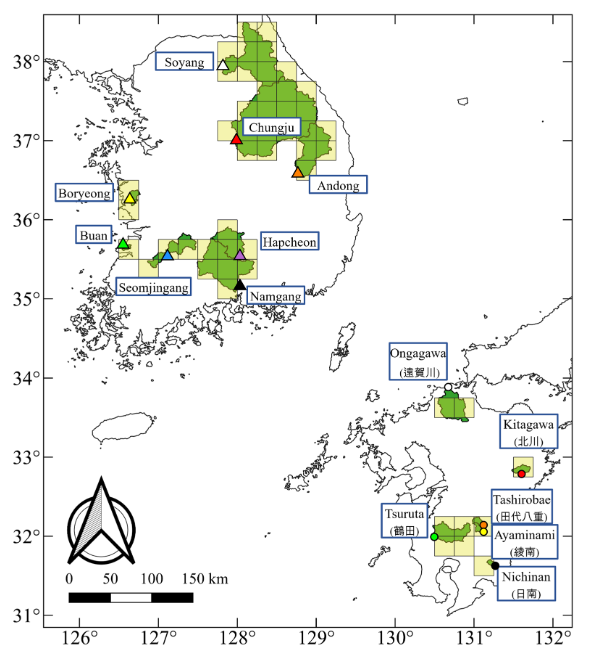 38°
37°
36°
35°
34°
33°
32°
31°
Soyang
Chungju
Andong
Boryeong
Buan
Hapcheon
Seomjingang
Namgang
Ongagawa
(遠賀川)
Kitagawa
(北川)
Tashirobae
(田代八重)
Tsuruta
(鶴田)
Ayaminami
(綾南)
Nichinan
(日南)
0 50 100 150 km
126° 127° 128° 129° 130° 131° 132°